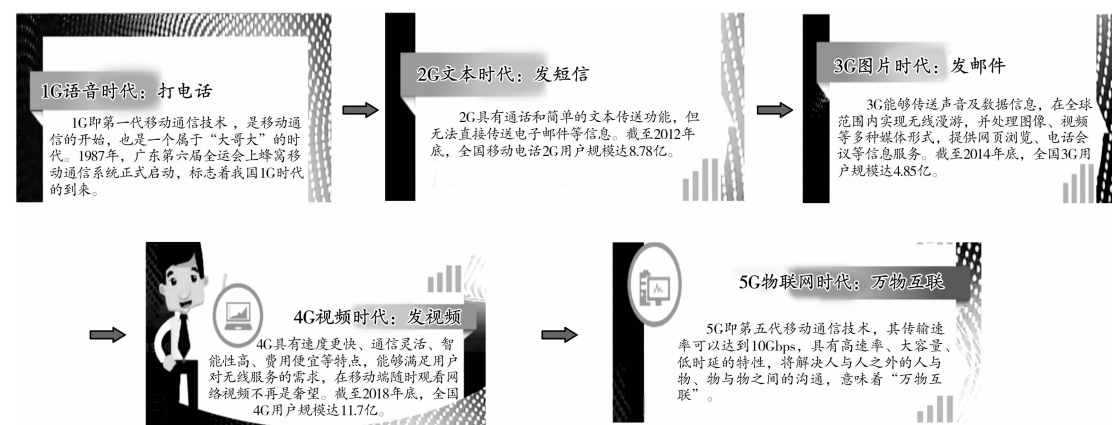 1G语音时代：打电话
1G即第一代移动通信技术，是移动通
信的开始，也是一个属于“大哥大”的时
代。1987年，广东第六届全运会上蜂窝移
动通信系统正式启动，标志着我国1G时代
的到来。
2G文本时代：发短信
2G具有通话和简单的文本传送功能，但
无法直接传送电子邮件等信息。截至2012年
底，全国移动电话2G用户规模达8.78亿。
3G图片时代：发邮件
3G能够传送声音及数据信息，在全球
范围内实现无线漫游，并处理图像、视频
等多种媒体形式，提供网页浏览、电话会
议等信息服务。截至2014年底，全国3G用
户规模达4.85亿。
4G视频时代：发视频
4G具有速度更快、通信灵活、智
能性高、费用便宜等特点，能够满足用户
对无线服务的需求，在移动端随时观看网
络视频不再是奢望。截至2018年底，全国
4G用户规模达11.7亿。
5G物联网时代：万物互联
5G即第五代移动通信技术，其传输速
率可以达到10Gbps，具有高速率、大容量、
低时延的特性，将解决人与人之外的人与
物、物与物之间的沟通，意味着“万物互
联”。